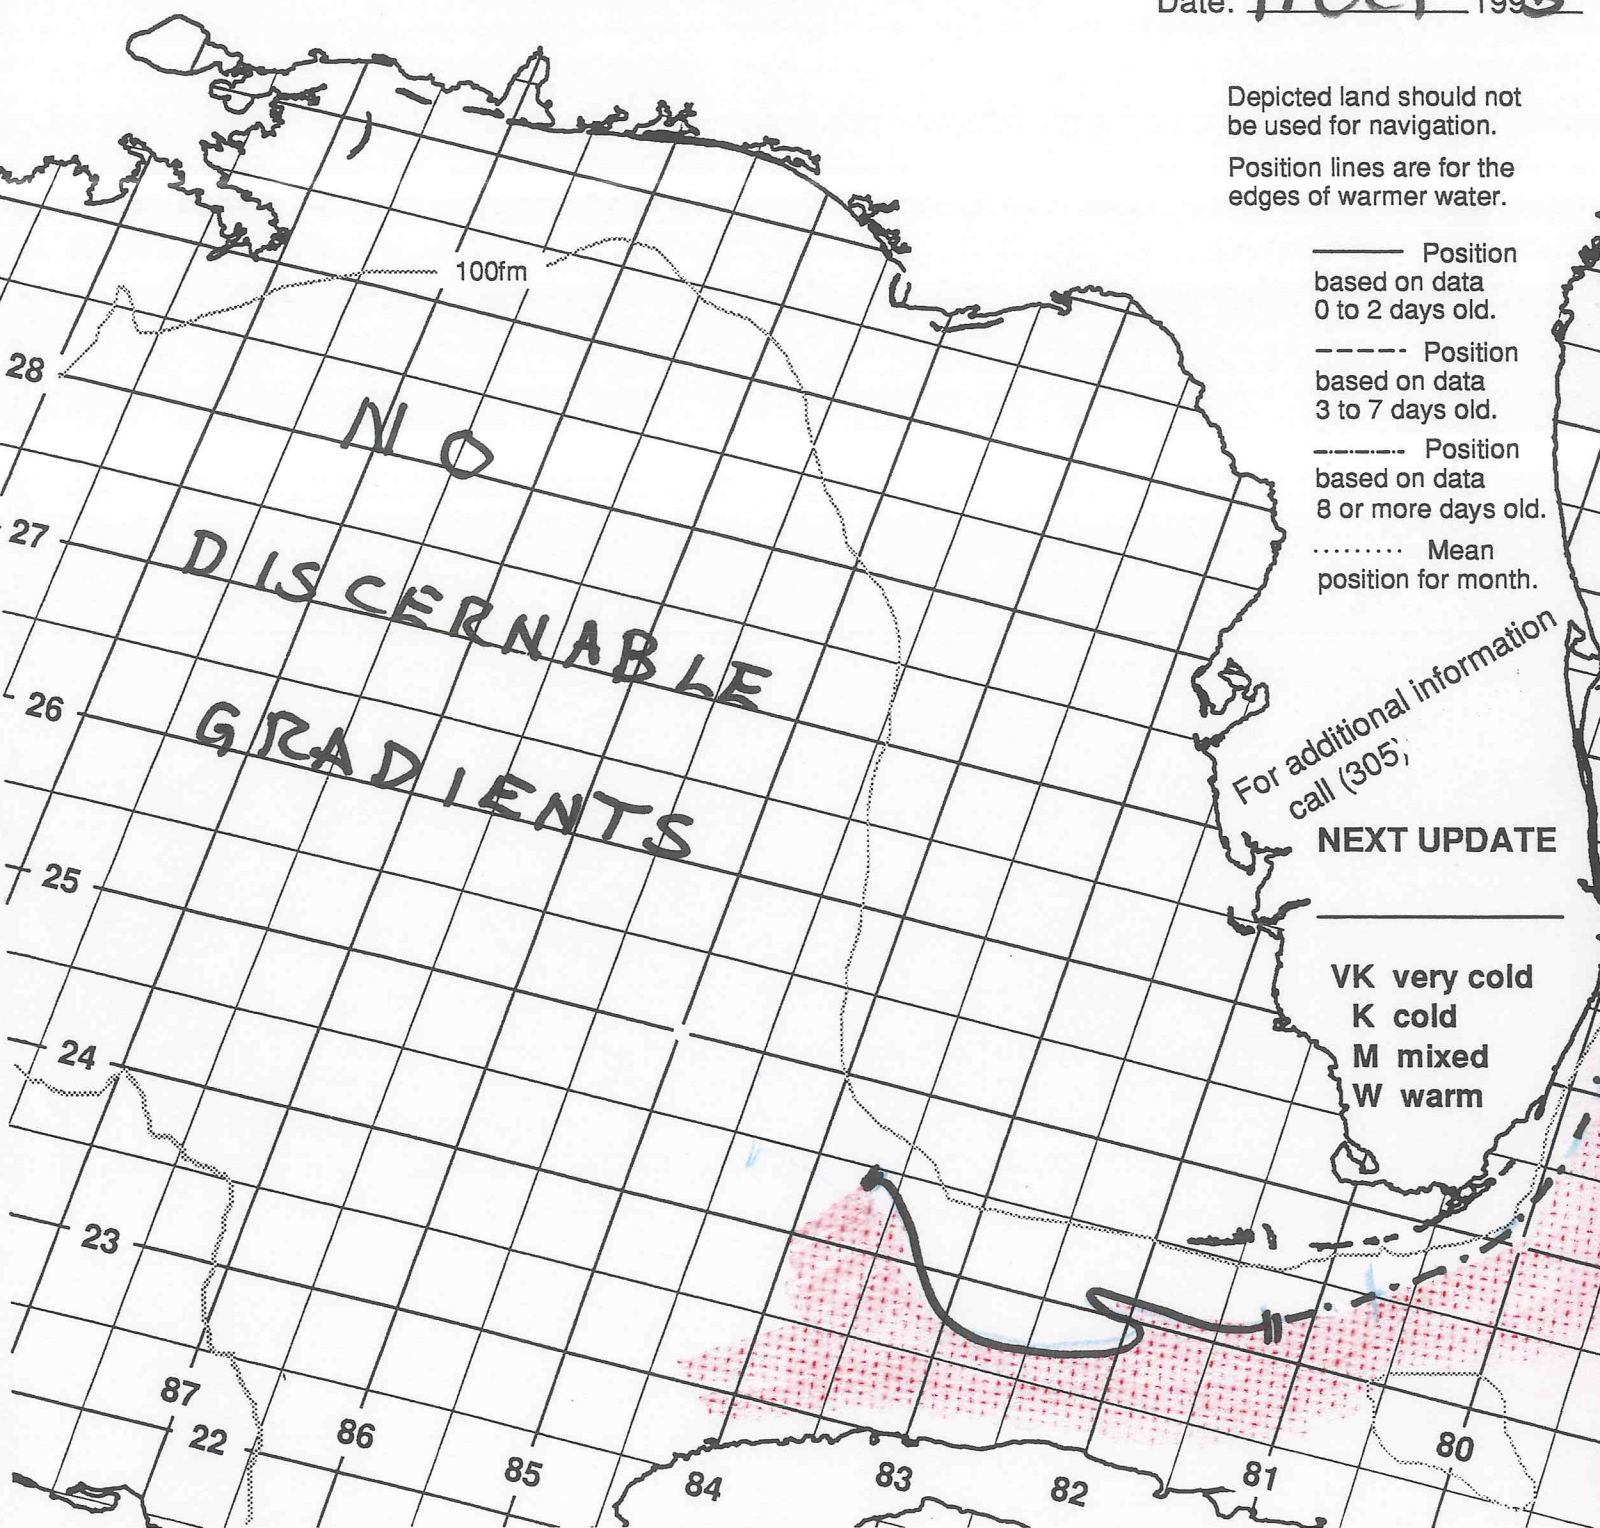 Date: 1993
Depicted land should not
be used for navigation.
Position lines are for the
edges of warmer water.
Position
based on data
0 to 2 days old.
Position
based on data
3 to 7 days old.
Position
based on data
8 or more days old.
Mean
position for month.
For additional information
call (305)
NEXT UPDATE
VK very cold
K cold
M mixed
W warm
100fm
NO
DISCERNABLE
GRADIENTS
28
27
26
25
24
23
22
87
86
85
84
83
82
81
80